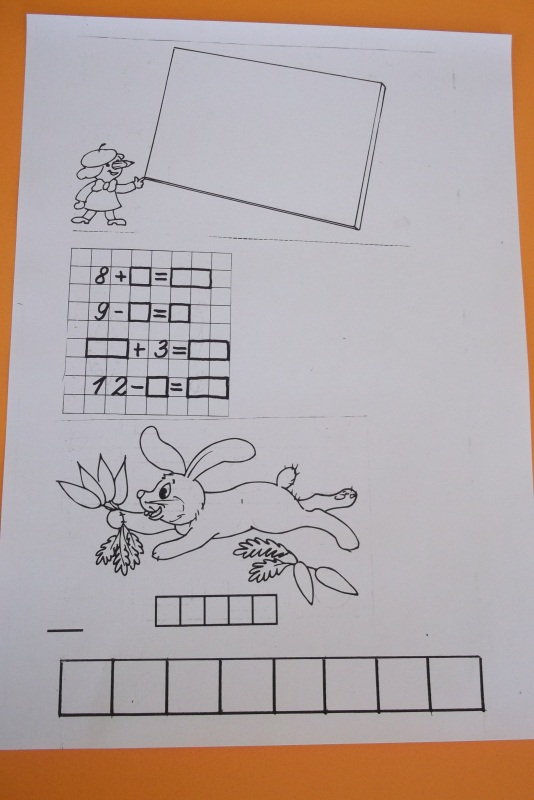 8 + □ = □
9 - □ = □
□ + 3 = □
12 - □ = □